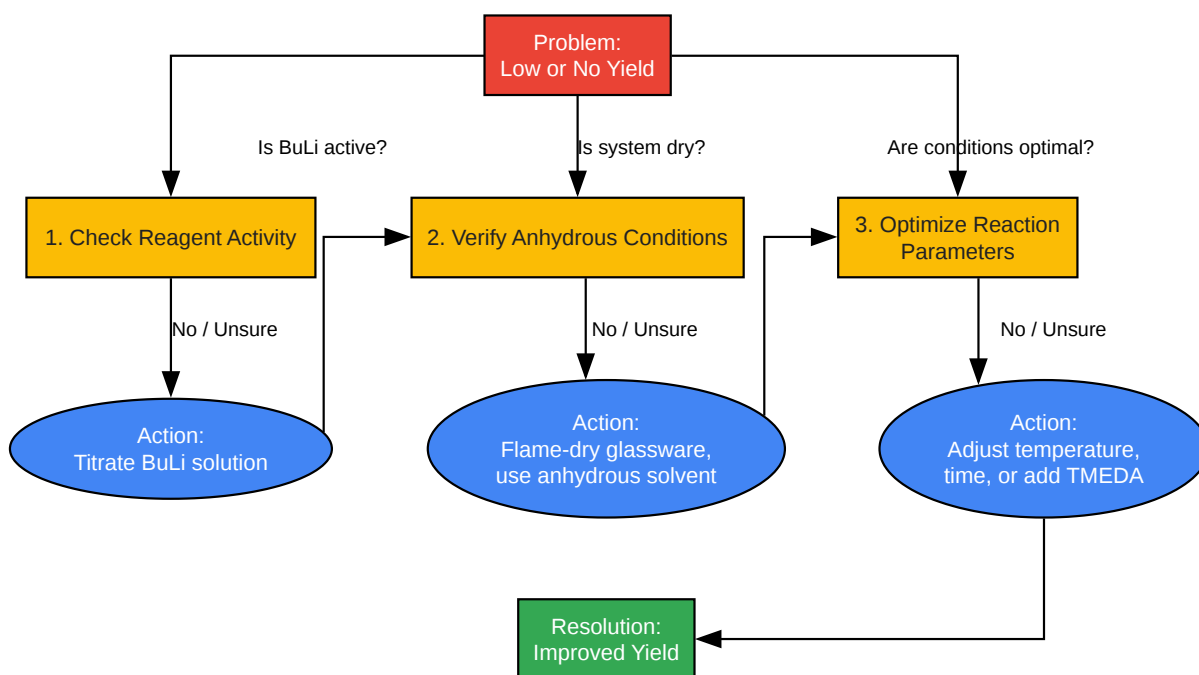 Problem:
Low or No Yield
Is BuLi active?
Is system dry?
Are conditions optimal?
1. Check Reagent Activity
2. Verify Anhydrous Conditions
3. Optimize Reaction
Parameters
No / Unsure
No / Unsure
No / Unsure
Action:
Titrate BuLi solution
Action:
Flame-dry glassware,
use anhydrous solvent
Action:
Adjust temperature,
time, or add TMEDA
Resolution:
Improved Yield